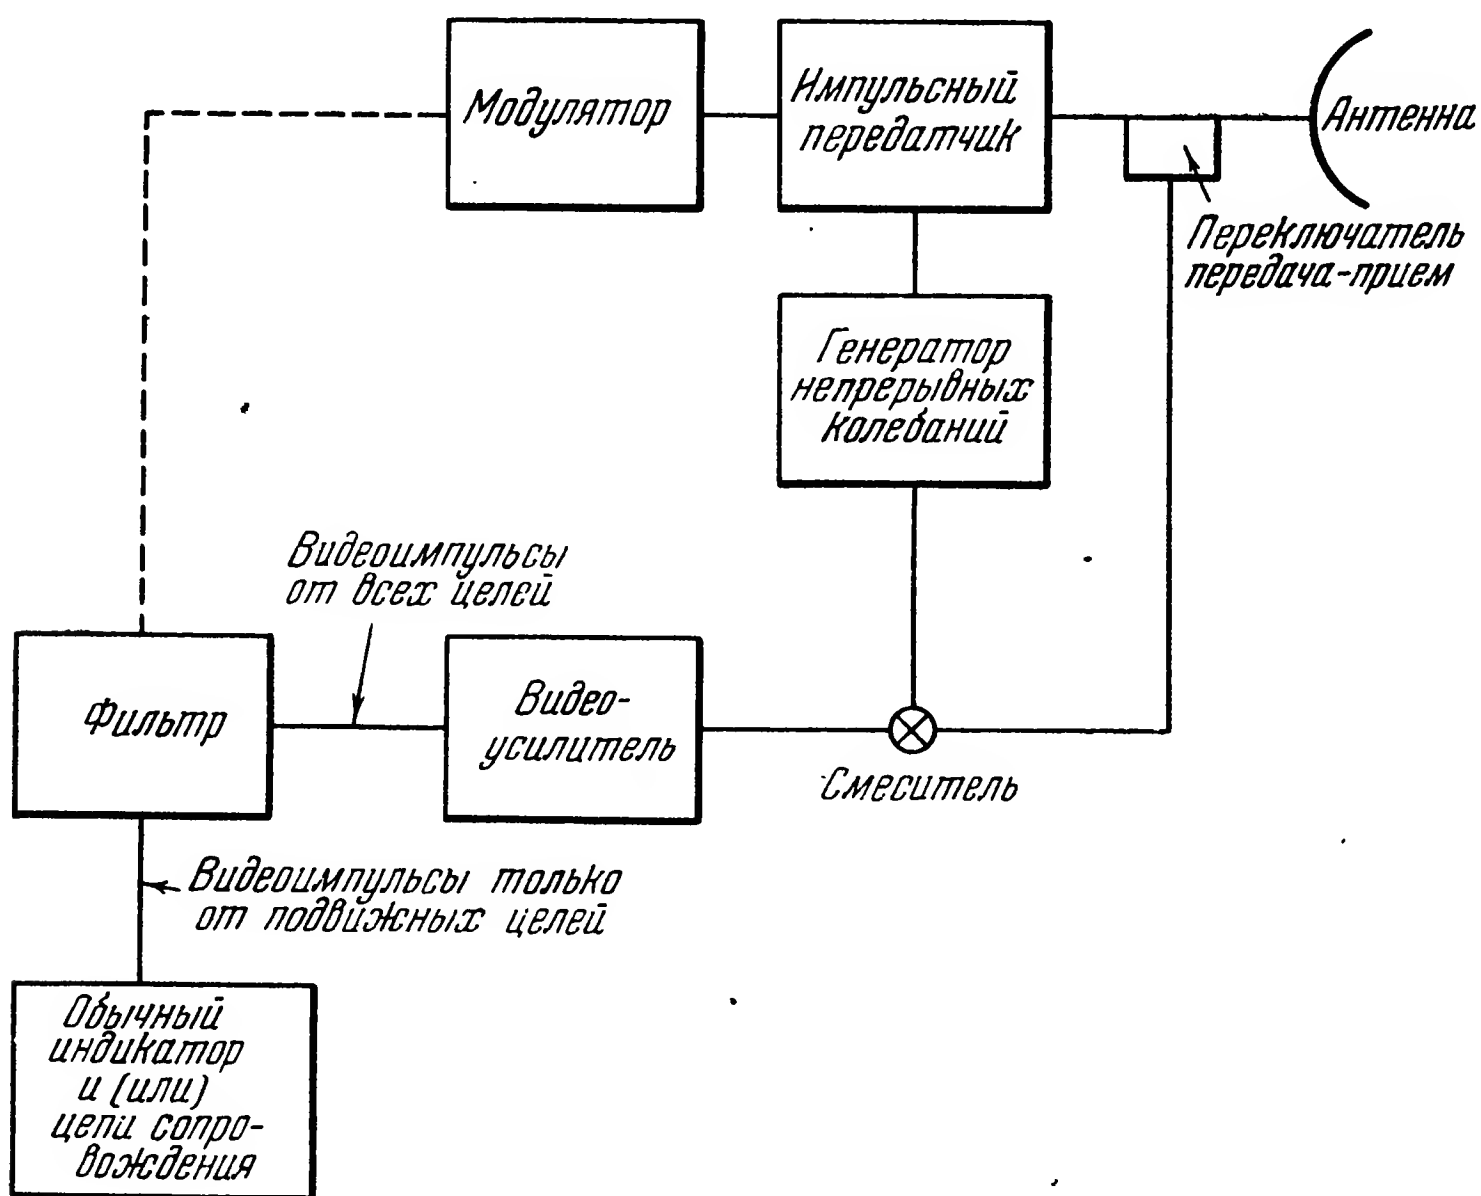 Модулятор
Импульсный
передатчик
Антенна
Переключатель
передача-прием
Генератор
непрерывных
колебаний
Видеоимпульсы
от всех целей
Фильтр
Видео-
усилитель
Смеситель
Видеоимпульсы только
от подвижных целей
Обычный
индикатор
и (или)
цепи сопро-
вождения